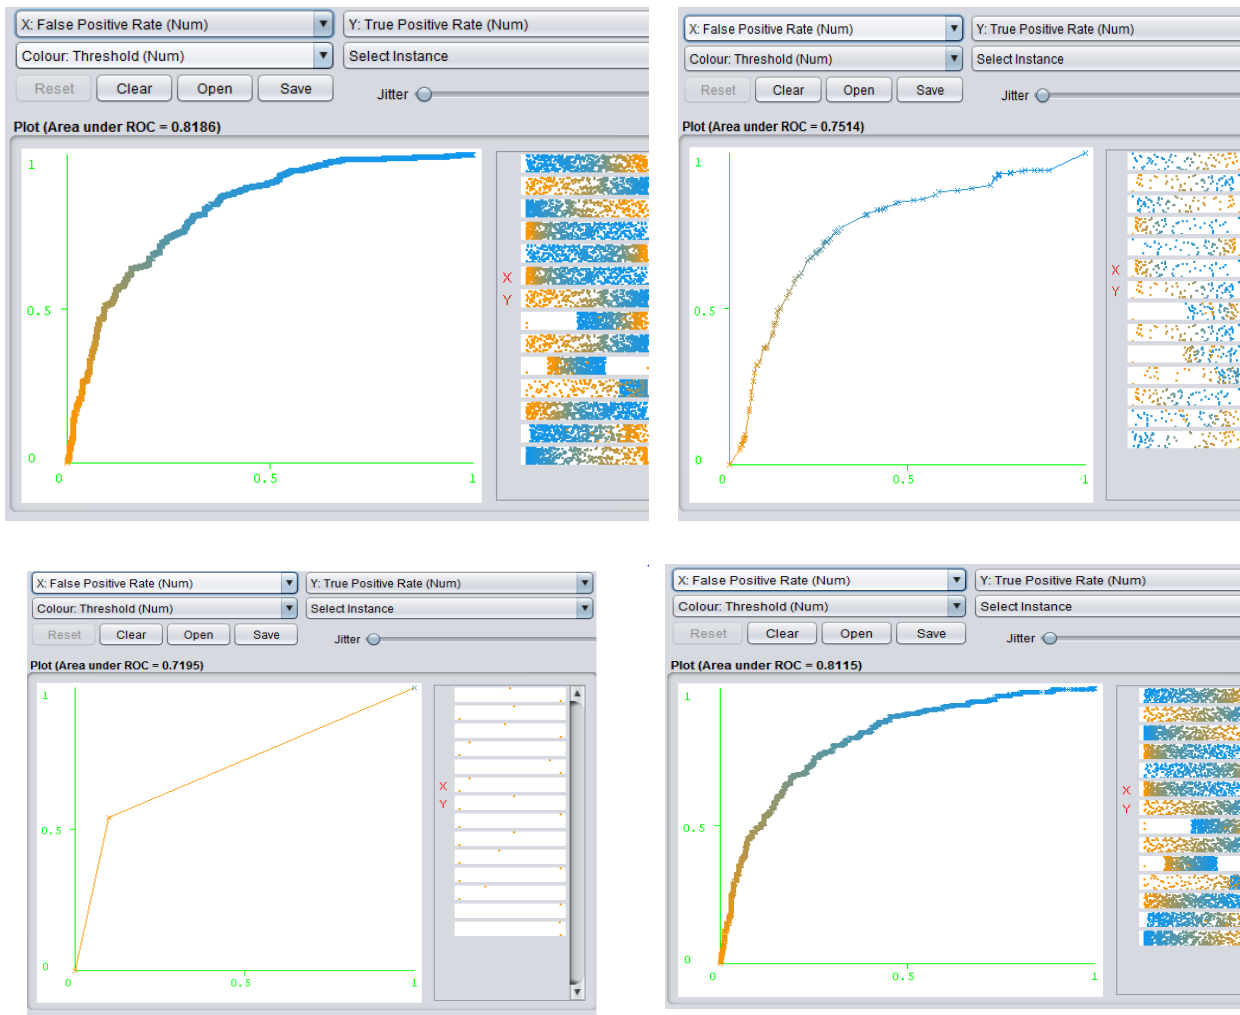 X: False Positive Rate (Num)
Y: True Positive Rate (Num)
Colour: Threshold (Num)
Select Instance
Reset
Clear
Open
Save
Jitter
Plot (Area under ROC = 0.8186)
1
0.5
0
0
0.5
1
X
Y
X: False Positive Rate (Num)
Y: True Positive Rate (Num)
Colour: Threshold (Num)
Select Instance
Reset
Clear
Open
Save
Jitter
Plot (Area under ROC = 0.7514)
1
0.5
0
0
0.5
1
X
Y
X: False Positive Rate (Num)
Y: True Positive Rate (Num)
Colour: Threshold (Num)
Select Instance
Reset
Clear
Open
Save
Jitter
Plot (Area under ROC = 0.7195)
1
0.5
0
0
0.5
1
X
Y
X: False Positive Rate (Num)
Y: True Positive Rate (Num)
Colour: Threshold (Num)
Select Instance
Reset
Clear
Open
Save
Jitter
Plot (Area under ROC = 0.8115)
1
0.5
0
0
0.5
1
X
Y